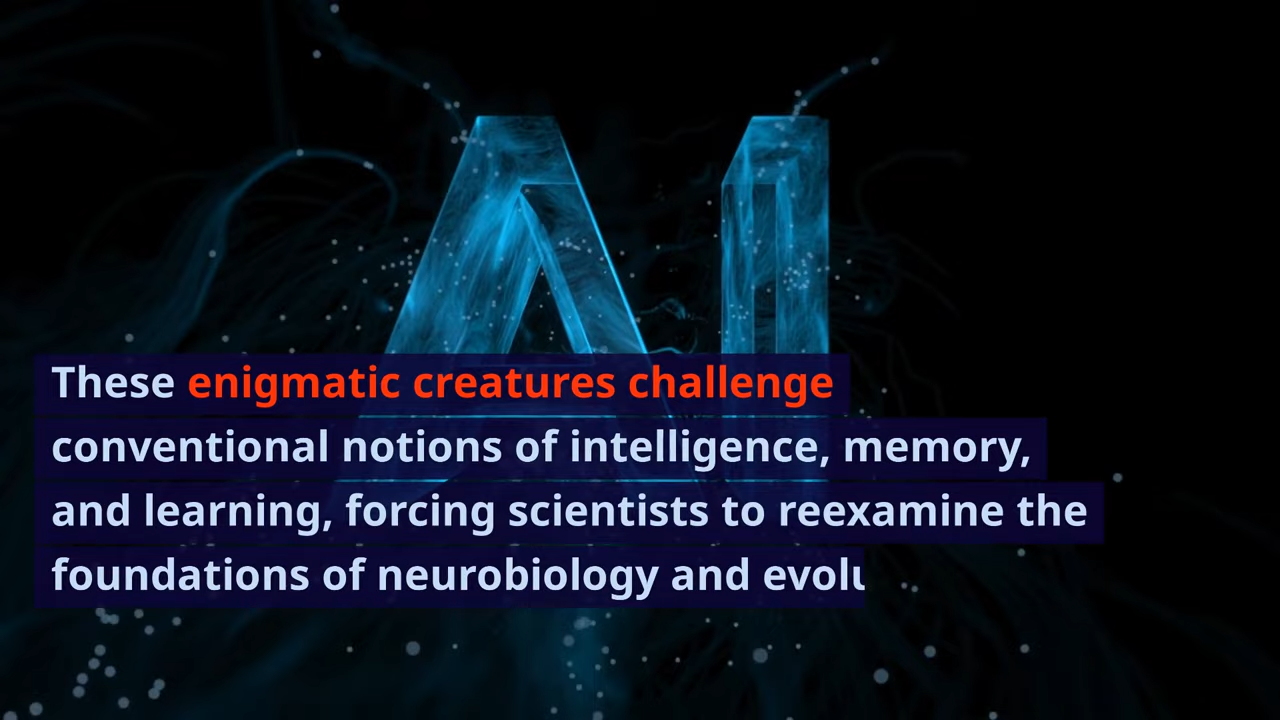 AI
These enigmatic creatures challenge
conventional notions of intelligence, memory,
and learning, forcing scientists to reexamine the
foundations of neurobiology and evolu